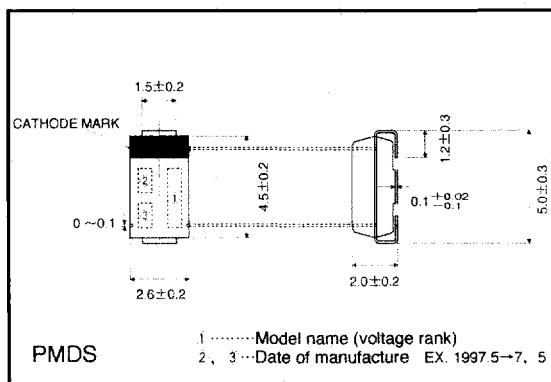 1.5±0.2
CATHODE MARK
1.2±0.3
4.5±0.2
5.0±0.3
0.1 +0.02 -0.1
0 ~0.1
1
2.0±0.2
2.6±0.2
1 ········ Model name (voltage rank)
PMDS
2, 3 ··· Date of manufacture EX. 1997.5→7, 5